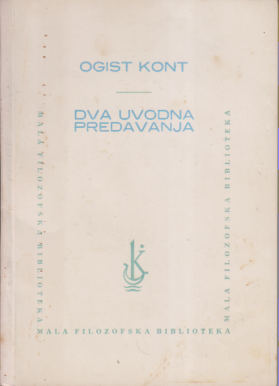 OGIST KONT
DVA UVODNA
PREDAVANJA
MALA FILOZOFSKA BIBLIOTEKA
MALA FILOZOFSKA BIBLIOTEKA
MALA FILOZOFSKA BIBLIOTEKA